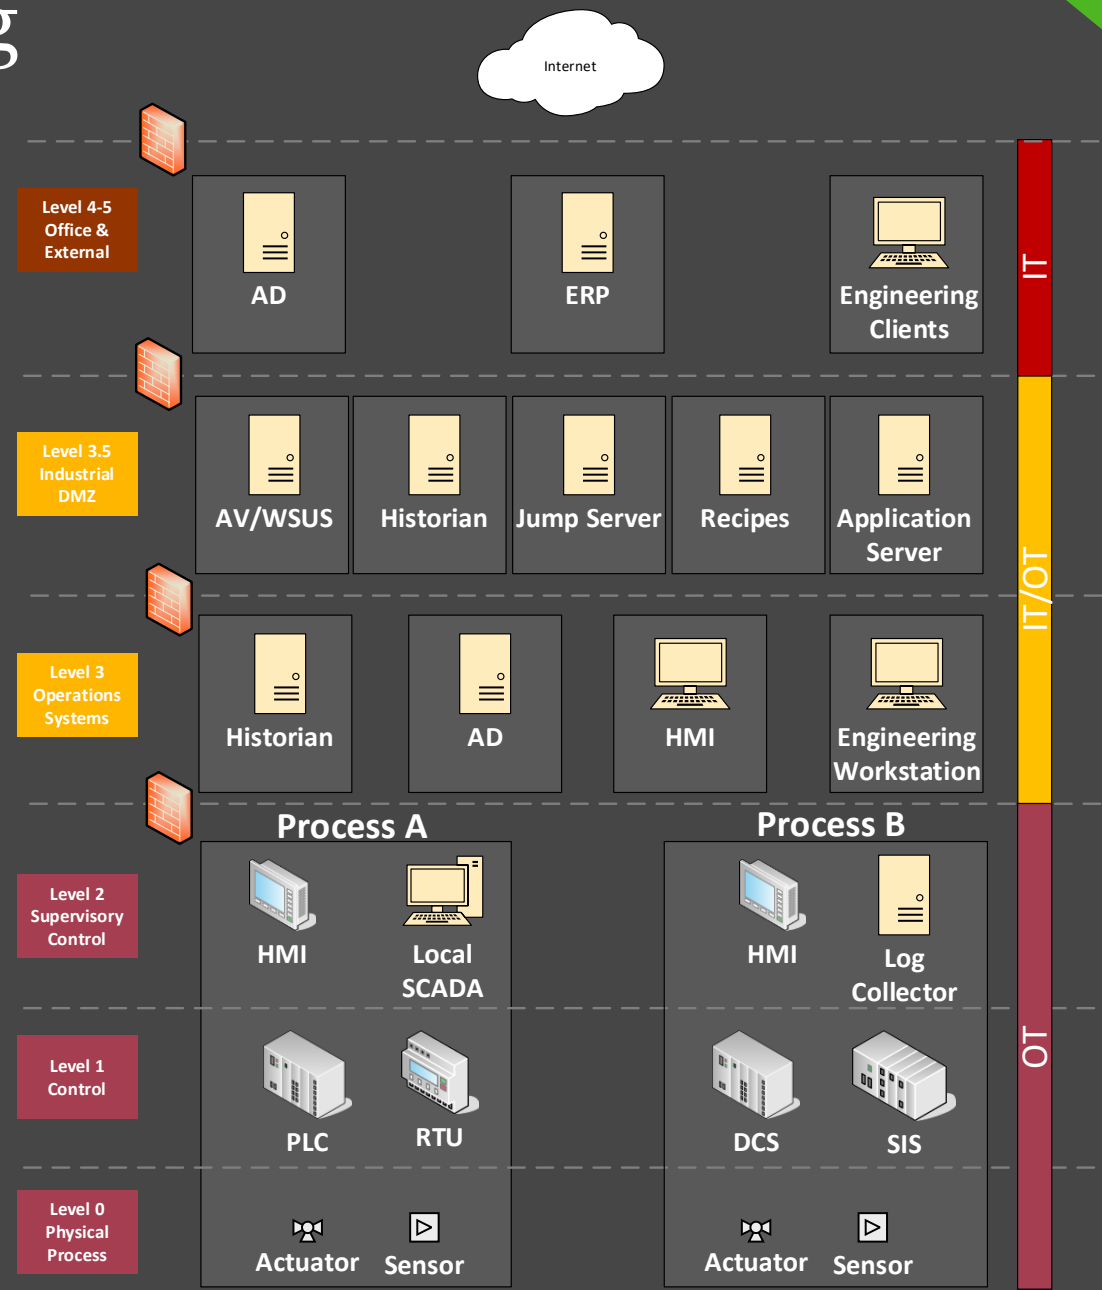 g
Internet
Level 4-5
Office &
External
AD
ERP
Engineering
Clients
IT
Level 3.5
Industrial
DMZ
AV/WSUS
Historian
Jump Server
Recipes
Application
Server
IT/OT
Level 3
Operations
Systems
Historian
AD
HMI
Engineering
Workstation
Process A
Process B
Level 2
Supervisory
Control
HMI
Local
SCADA
HMI
Log
Collector
Level 1
Control
PLC
RTU
DCS
SIS
OT
Level 0
Physical
Process
Actuator
Sensor
Actuator
Sensor